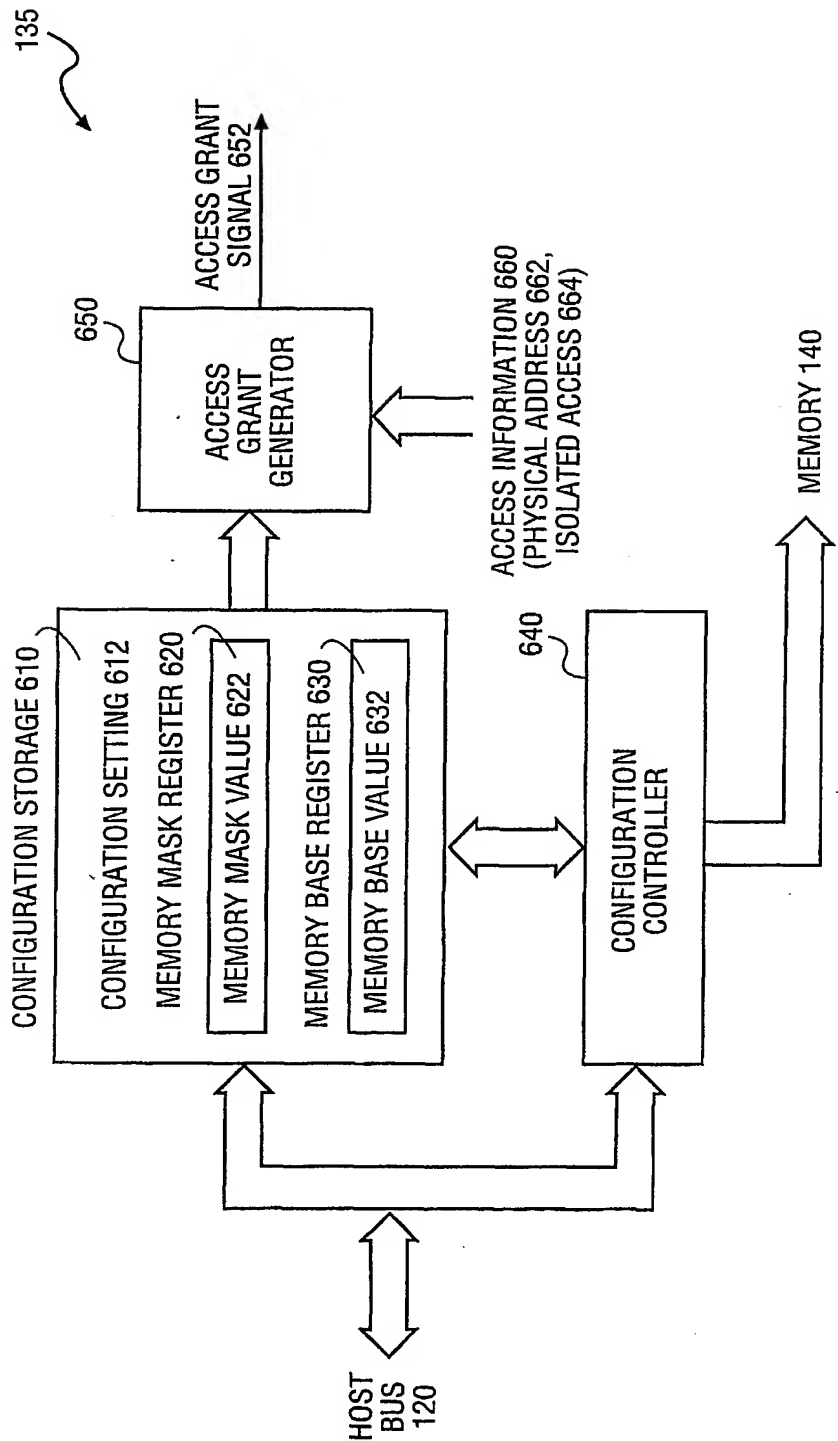 135
CONFIGURATION STORAGE 610
CONFIGURATION SETTING 612
MEMORY MASK REGISTER 620
MEMORY MASK VALUE 622
MEMORY BASE REGISTER 630
MEMORY BASE VALUE 632
650
ACCESS
GRANT
GENERATOR
ACCESS GRANT
SIGNAL 652
ACCESS INFORMATION 660
(PHYSICAL ADDRESS 662,
ISOLATED ACCESS 664)
HOST
BUS
120
640
CONFIGURATION
CONTROLLER
MEMORY 140